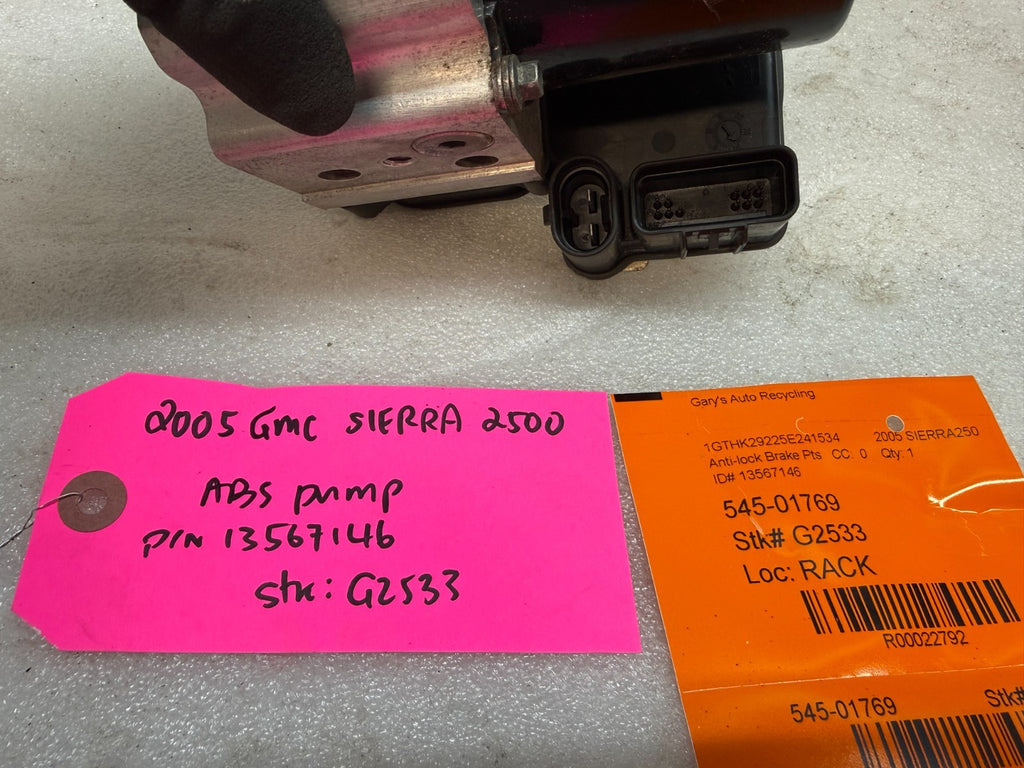 2005 GMC SIERRA 2500
ABS pump
P/N 13567146
Stk: G2533
Gary's Auto Recycling
1GTHK29225E241534 2005 SIERRA250
Anti-lock Brake Pts CC: 0 Qty: 1
ID# 13567146
545-01769
Stk# G2533
Loc: RACK
R00022792
545-01769 Stk#